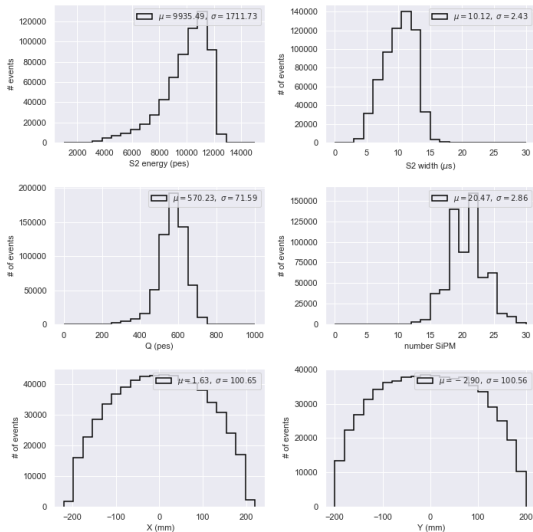 μ = 9935.49, σ = 1711.73
# of events
120000
100000
80000
60000
40000
20000
0
2000 4000 6000 8000 10000 12000 14000
S2 energy (pes)
μ = 10.12, σ = 2.43
# of events
140000
120000
100000
80000
60000
40000
20000
0
0 5 10 15 20 25 30
S2 width (μs)
μ = 570.23, σ = 71.59
# of events
200000
150000
100000
50000
0
0 200 400 600 800 1000
Q (pes)
μ = 20.47, σ = 2.86
# of events
150000
125000
100000
75000
50000
25000
0
0 5 10 15 20 25 30
number SiPM
μ = 1.63, σ = 100.65
# of events
40000
30000
20000
10000
0
−200 −100 0 100 200
X (mm)
μ = −2.90, σ = 100.56
# of events
40000
30000
20000
10000
0
−200 −100 0 100 200
Y (mm)